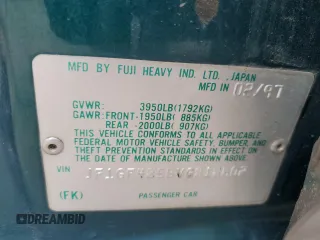 MFD BY FUJI HEAVY IND. LTD. JAPAN
MFD IN 02/97
GVWR: 3950LB(1792KG)
GAWR:FRONT-1950LB( 885KG)
REAR -2000LB( 907KG)
THIS VEHICLE CONFORMS TO ALL APPLICABLE
FEDERAL MOTOR VEHICLE SAFETY, BUMPER, AND
THEFT PREVENTION STANDARDS IN EFFECT ON
THE DATE OF MANUFACTURE SHOWN ABOVE.
VIN
(FK) PASSENGER CAR
DREAMBID